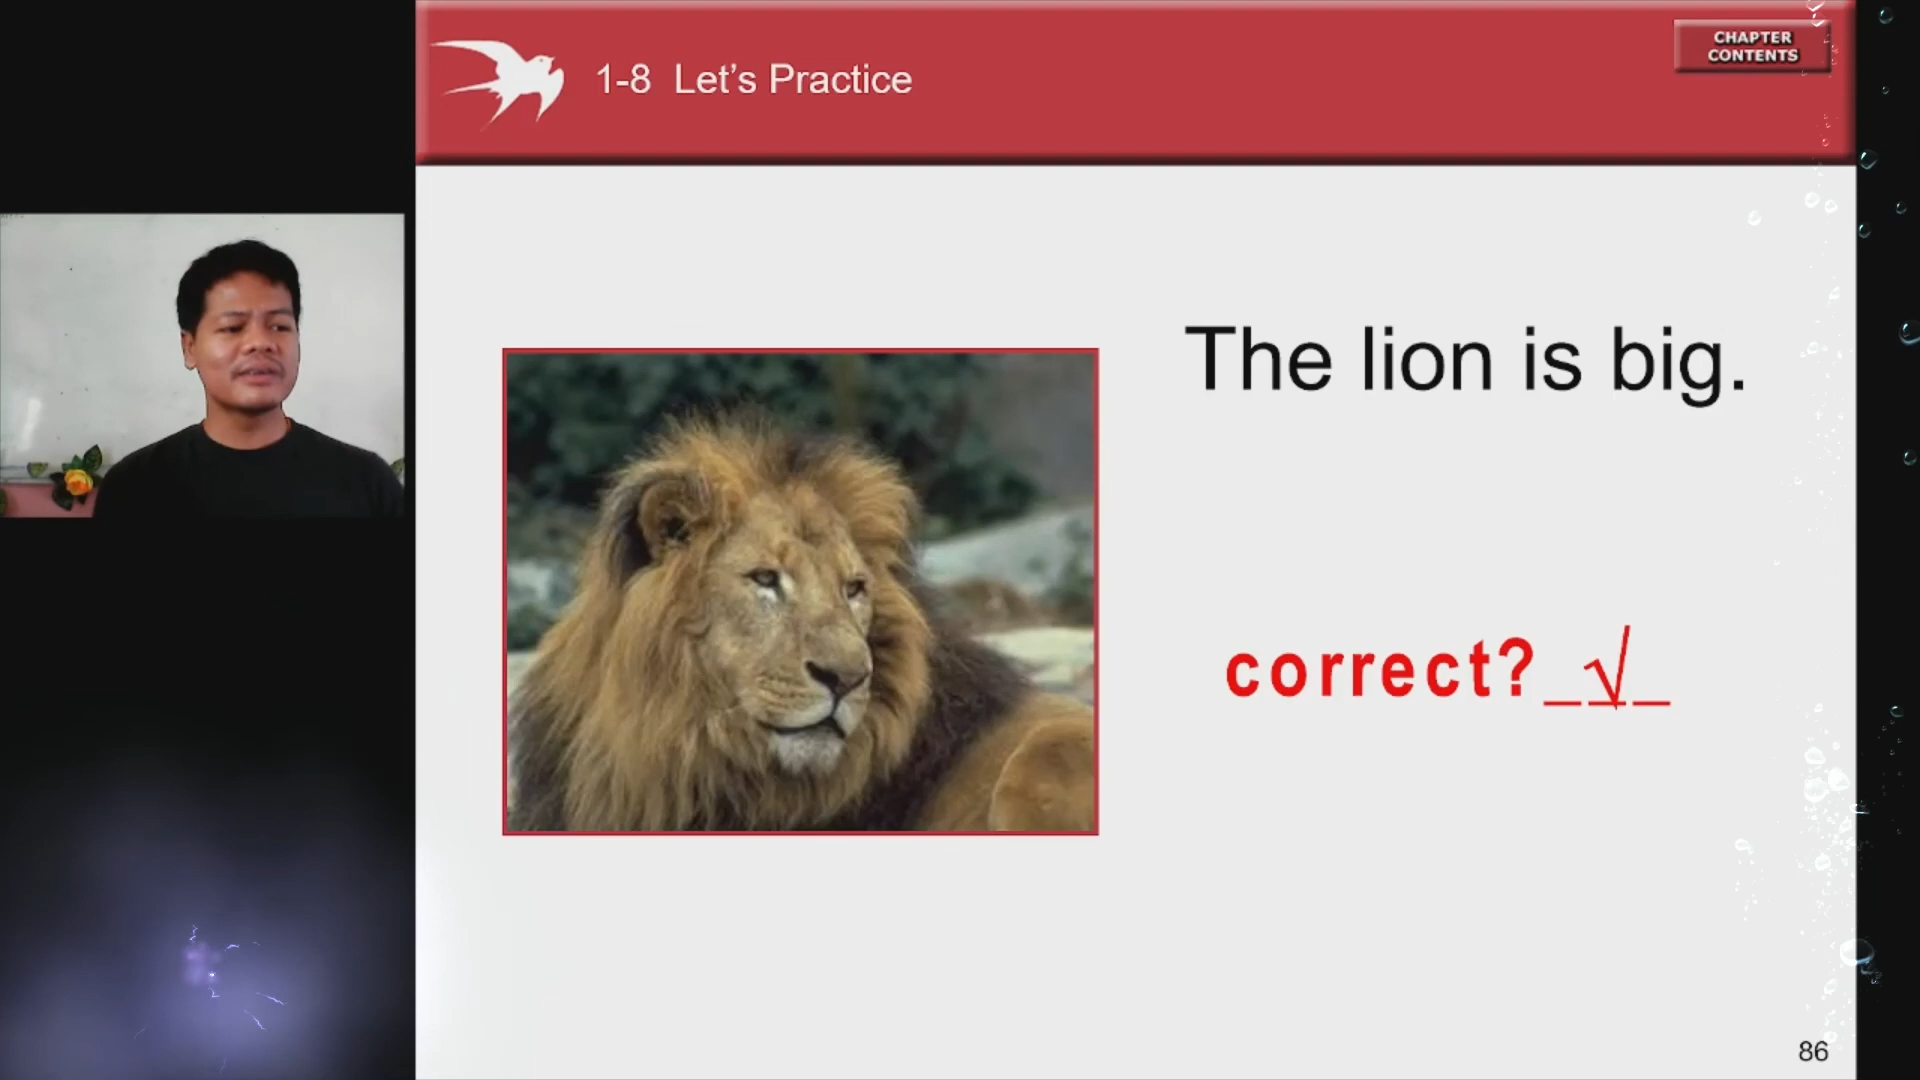 1-8 Let’s Practice
CHAPTER
CONTENTS
The lion is big.
correct?_√_
86